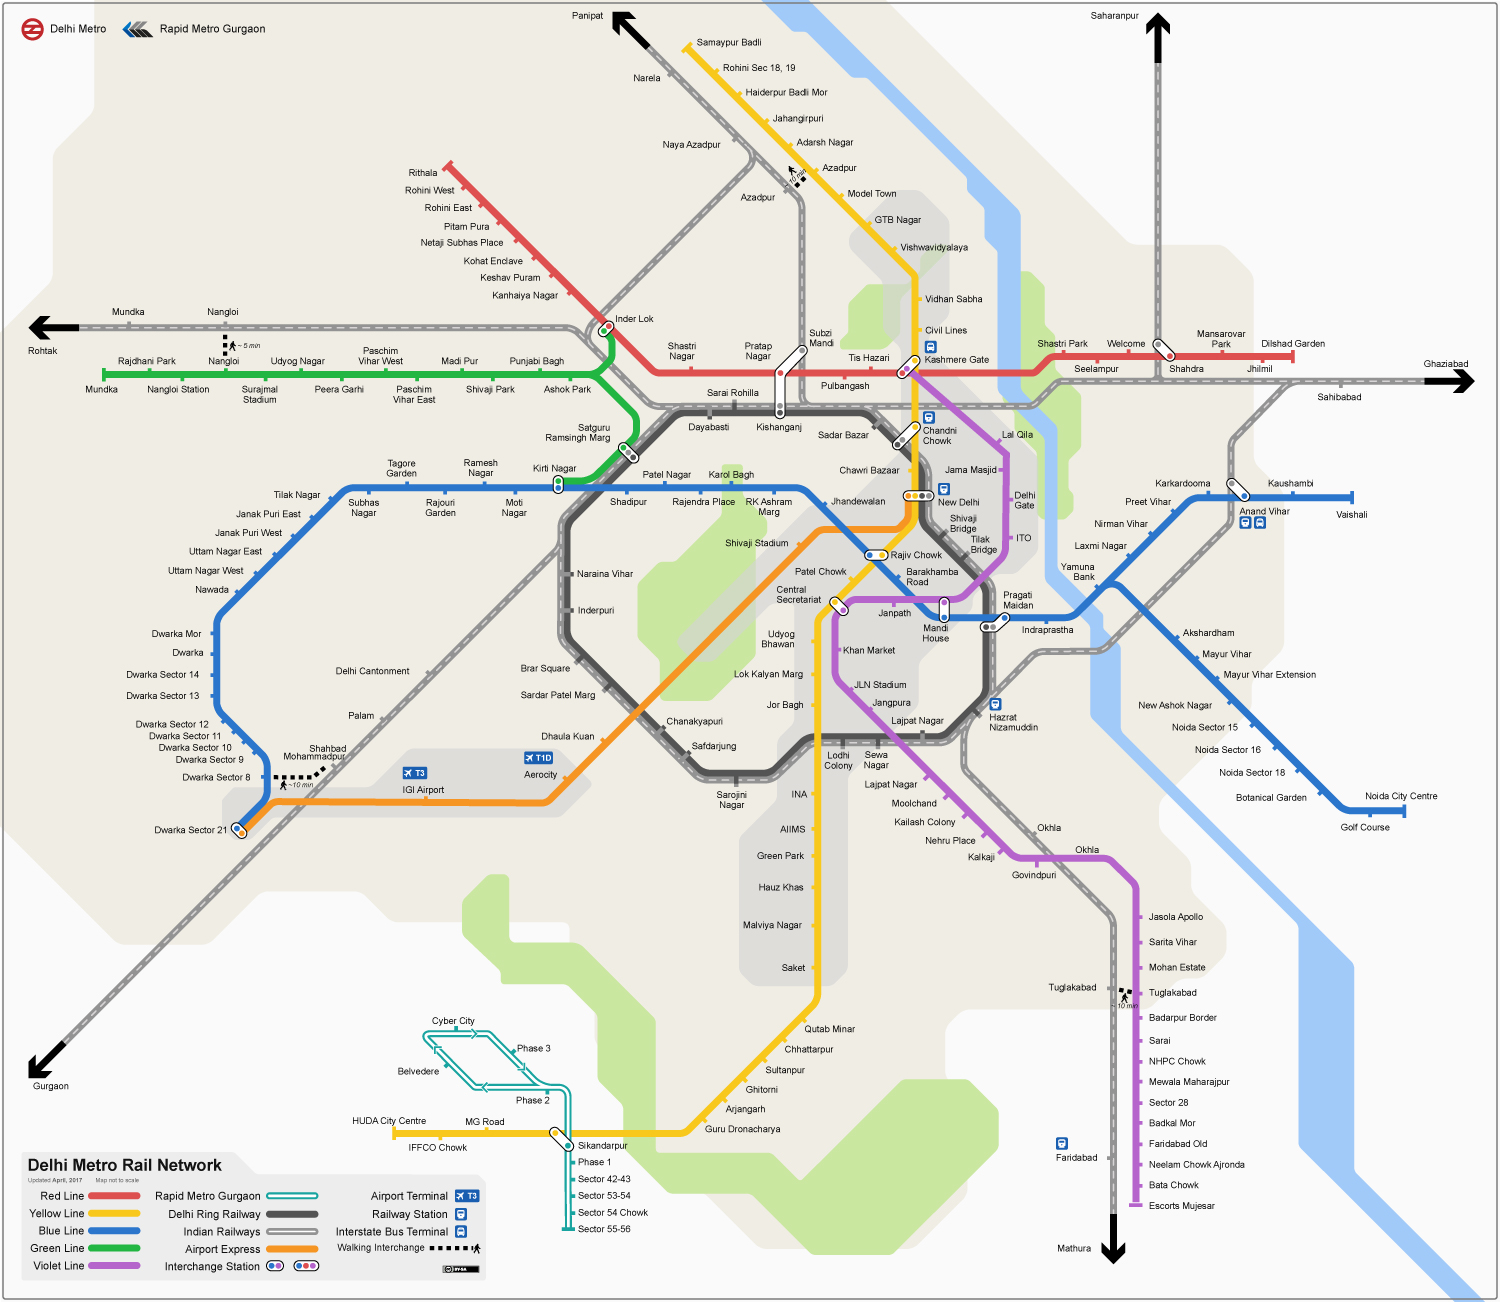 Delhi Metro
Rapid Metro Gurgaon
Panipat
Saharanpur
Narela
Naya Azadpur
Azadpur
~10 min
Samaypur Badli
Rohini Sec 18, 19
Haiderpur Badli Mor
Jahangirpuri
Adarsh Nagar
Azadpur
Model Town
GTB Nagar
Vishwavidyalaya
Vidhan Sabha
Civil Lines
Kashmere Gate
Rithala
Rohini West
Rohini East
Pitam Pura
Netaji Subhas Place
Kohat Enclave
Keshav Puram
Kanhaiya Nagar
Inder Lok
Shastri
Nagar
Pratap
Nagar
Subzi
Mandi
Tis Hazari
Pulbangash
Shastri Park
Seelampur
Welcome
Shahdra
Mansarovar
Park
Jhilmil
Dilshad Garden
Ghaziabad
Sahibabad
Rohtak
Mundka
Nangloi
~ 5 min
Rajdhani Park
Nangloi
Udyog Nagar
Paschim
Vihar West
Madi Pur
Punjabi Bagh
Mundka
Nangloi Station
Surajmal
Stadium
Peera Garhi
Paschim
Vihar East
Shivaji Park
Ashok Park
Satguru
Ramsingh Marg
Kirti Nagar
Sarai Rohilla
Dayabasti
Kishanganj
Sadar Bazar
Chandni
Chowk
Chawri Bazaar
New Delhi
Shivaji
Bridge
Tilak
Bridge
Lal Qila
Jama Masjid
Delhi
Gate
ITO
Tagore
Garden
Ramesh
Nagar
Patel Nagar
Karol Bagh
Tilak Nagar
Subhas
Nagar
Rajouri
Garden
Moti
Nagar
Shadipur
Rajendra Place
RK Ashram
Marg
Jhandewalan
Janak Puri East
Janak Puri West
Uttam Nagar East
Uttam Nagar West
Nawada
Dwarka Mor
Dwarka
Dwarka Sector 14
Dwarka Sector 13
Dwarka Sector 12
Dwarka Sector 11
Dwarka Sector 10
Dwarka Sector 9
Dwarka Sector 8
Dwarka Sector 21
Shahbad
Mohammadpur
~10 min
Delhi Cantonment
Palam
Gurgaon
Karkardooma
Kaushambi
Preet Vihar
Anand Vihar
Vaishali
Nirman Vihar
Laxmi Nagar
Yamuna
Bank
Shivaji Stadium
Rajiv Chowk
Patel Chowk
Barakhamba
Road
Central
Secretariat
Janpath
Mandi
House
Pragati
Maidan
Indraprastha
Naraina Vihar
Inderpuri
Brar Square
Sardar Patel Marg
Chanakyapuri
Safdarjung
Sarojini
Nagar
Lodhi
Colony
Sewa
Nagar
Lajpat Nagar
Hazrat
Nizamuddin
Dhaula Kuan
T1D
Aerocity
T3
IGI Airport
Udyog
Bhawan
Lok Kalyan Marg
Jor Bagh
INA
AIIMS
Green Park
Hauz Khas
Malviya Nagar
Saket
Qutab Minar
Chhattarpur
Sultanpur
Ghitorni
Arjangarh
Guru Dronacharya
Khan Market
JLN Stadium
Jangpura
Lajpat Nagar
Moolchand
Kailash Colony
Nehru Place
Kalkaji
Govindpuri
Okhla
Okhla
Jasola Apollo
Sarita Vihar
Mohan Estate
Tuglakabad
Tuglakabad
10 min
Badarpur Border
Sarai
NHPC Chowk
Mewala Maharajpur
Sector 28
Badkal Mor
Faridabad Old
Neelam Chowk Ajronda
Bata Chowk
Escorts Mujesar
Faridabad
Mathura
Akshardham
Mayur Vihar
Mayur Vihar Extension
New Ashok Nagar
Noida Sector 15
Noida Sector 16
Noida Sector 18
Botanical Garden
Golf Course
Noida City Centre
Cyber City
Phase 3
Belvedere
Phase 2
HUDA City Centre
MG Road
IFFCO Chowk
Sikandarpur
Phase 1
Sector 42-43
Sector 53-54
Sector 54 Chowk
Sector 55-56
Delhi Metro Rail Network
Updated April, 2017 Map not to scale
Red Line
Yellow Line
Blue Line
Green Line
Violet Line
Rapid Metro Gurgaon
Delhi Ring Railway
Indian Railways
Airport Express
Interchange Station
Airport Terminal T3
Railway Station
Interstate Bus Terminal
Walking Interchange
BY-SA